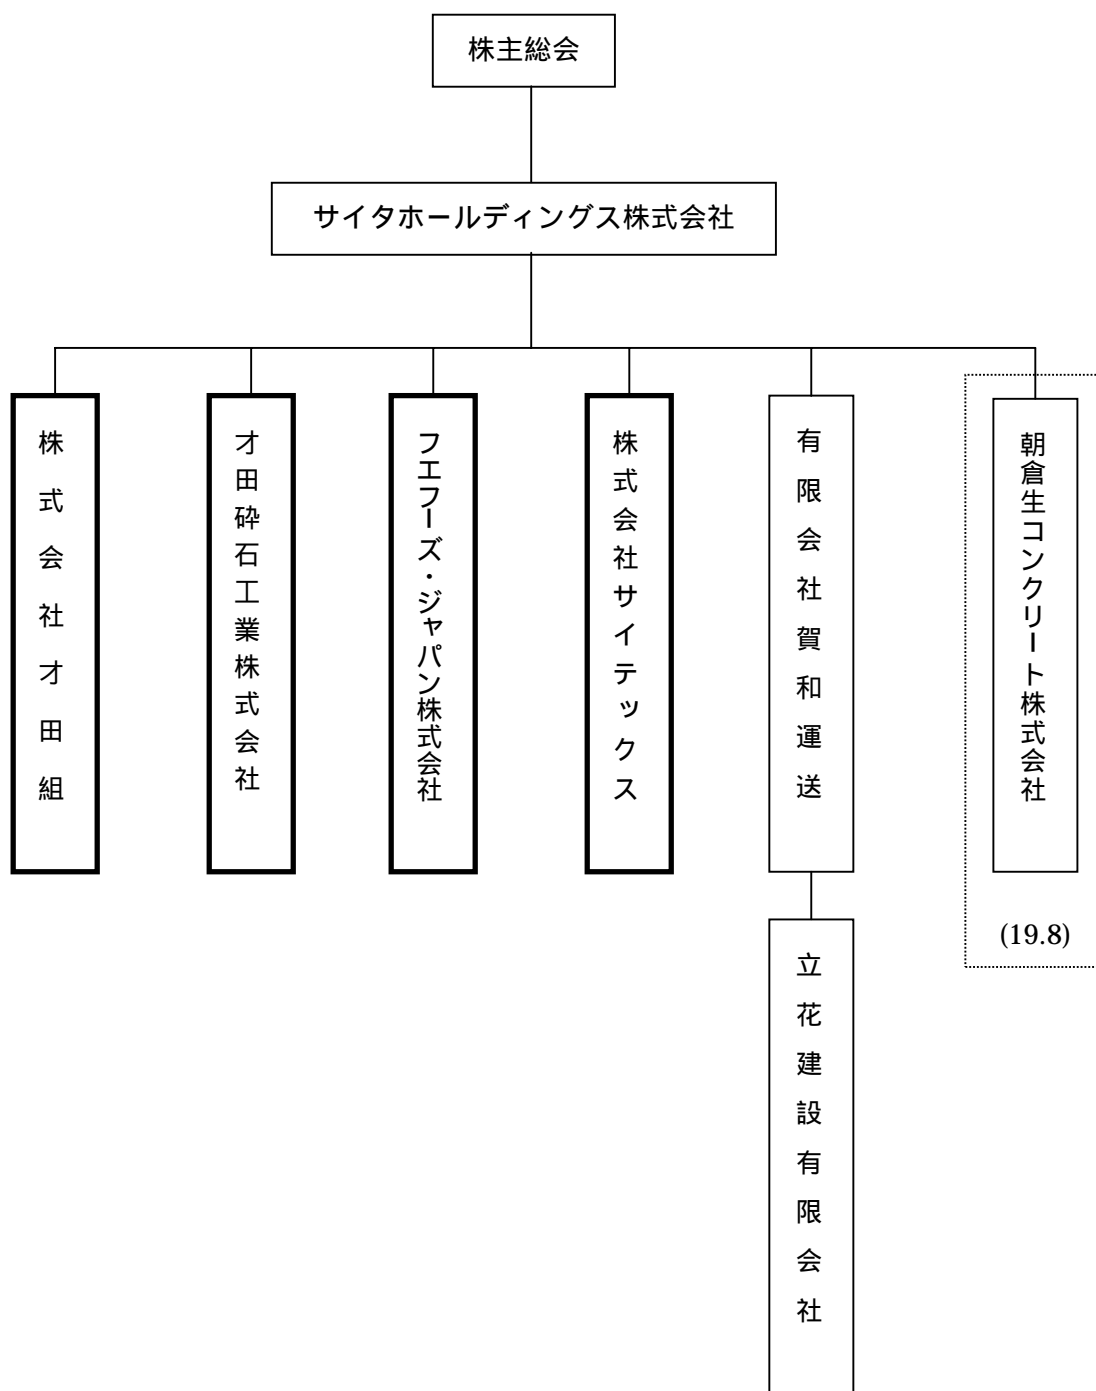 株主総会
サイタホールディングス株式会社
株式会社才田組
才田砕石工業株式会社
フエフーズ・ジャパン株式会社
株式会社サイテックス
有限会社賀和運送
朝倉生コンクリート株式会社
(19.8)
立花建設有限会社